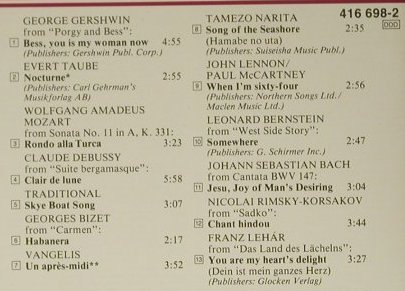 GEORGE GERSHWIN
from "Porgy and Bess":
1 Bess, you is my woman now 4:55
(Publishers: Gershwin Publ. Corp.)
EVERT TAUBE
2 Nocturne* 2:55
(Publishers: Carl Gehrman's
Musikforlag AB)
WOLFGANG AMADEUS
MOZART
from Sonata No. 11 in A, K. 331:
3 Rondo alla Turca 3:23
CLAUDE DEBUSSY
from "Suite bergamasque":
4 Clair de lune 5:58
TRADITIONAL
5 Skye Boat Song 3:07
GEORGES BIZET
from "Carmen":
6 Habanera 2:17
VANGELIS
7 Un après-midi** 3:52
416 698-2
DDD
TAMEZO NARITA
8 Song of the Seashore 2:35
(Hamabe no uta)
(Publishers: Suiseisha Music Publ.)
JOHN LENNON/
PAUL McCARTNEY
9 When I'm sixty-four 2:56
(Publishers: Northern Songs Ltd./
Maclen Music Ltd.)
LEONARD BERNSTEIN
from "West Side Story":
10 Somewhere 2:47
(Publishers: G. Schirmer Inc.)
JOHANN SEBASTIAN BACH
from Cantata BWV 147:
11 Jesu, Joy of Man's Desiring 3:04
NICOLAI RIMSKY-KORSAKOV
from "Sadko":
12 Chant hindou 3:44
FRANZ LEHÁR
from "Das Land des Lächelns":
13 You are my heart's delight 3:27
(Dein ist mein ganzes Herz)
(Publishers: Glocken Verlag)